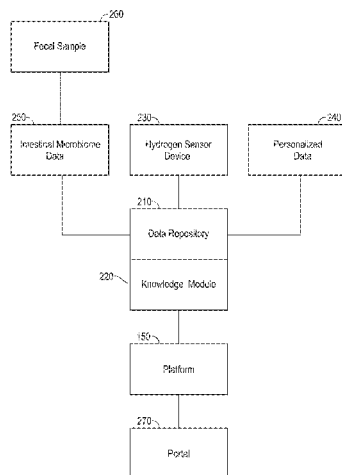 260
Fecal Sample
250
230
240
Intestinal Microbiome
Data
Hydrogen Sensor
Device
Personalized
Data
210
Data Repository
220
Knowledge Module
150
Platform
270
Portal